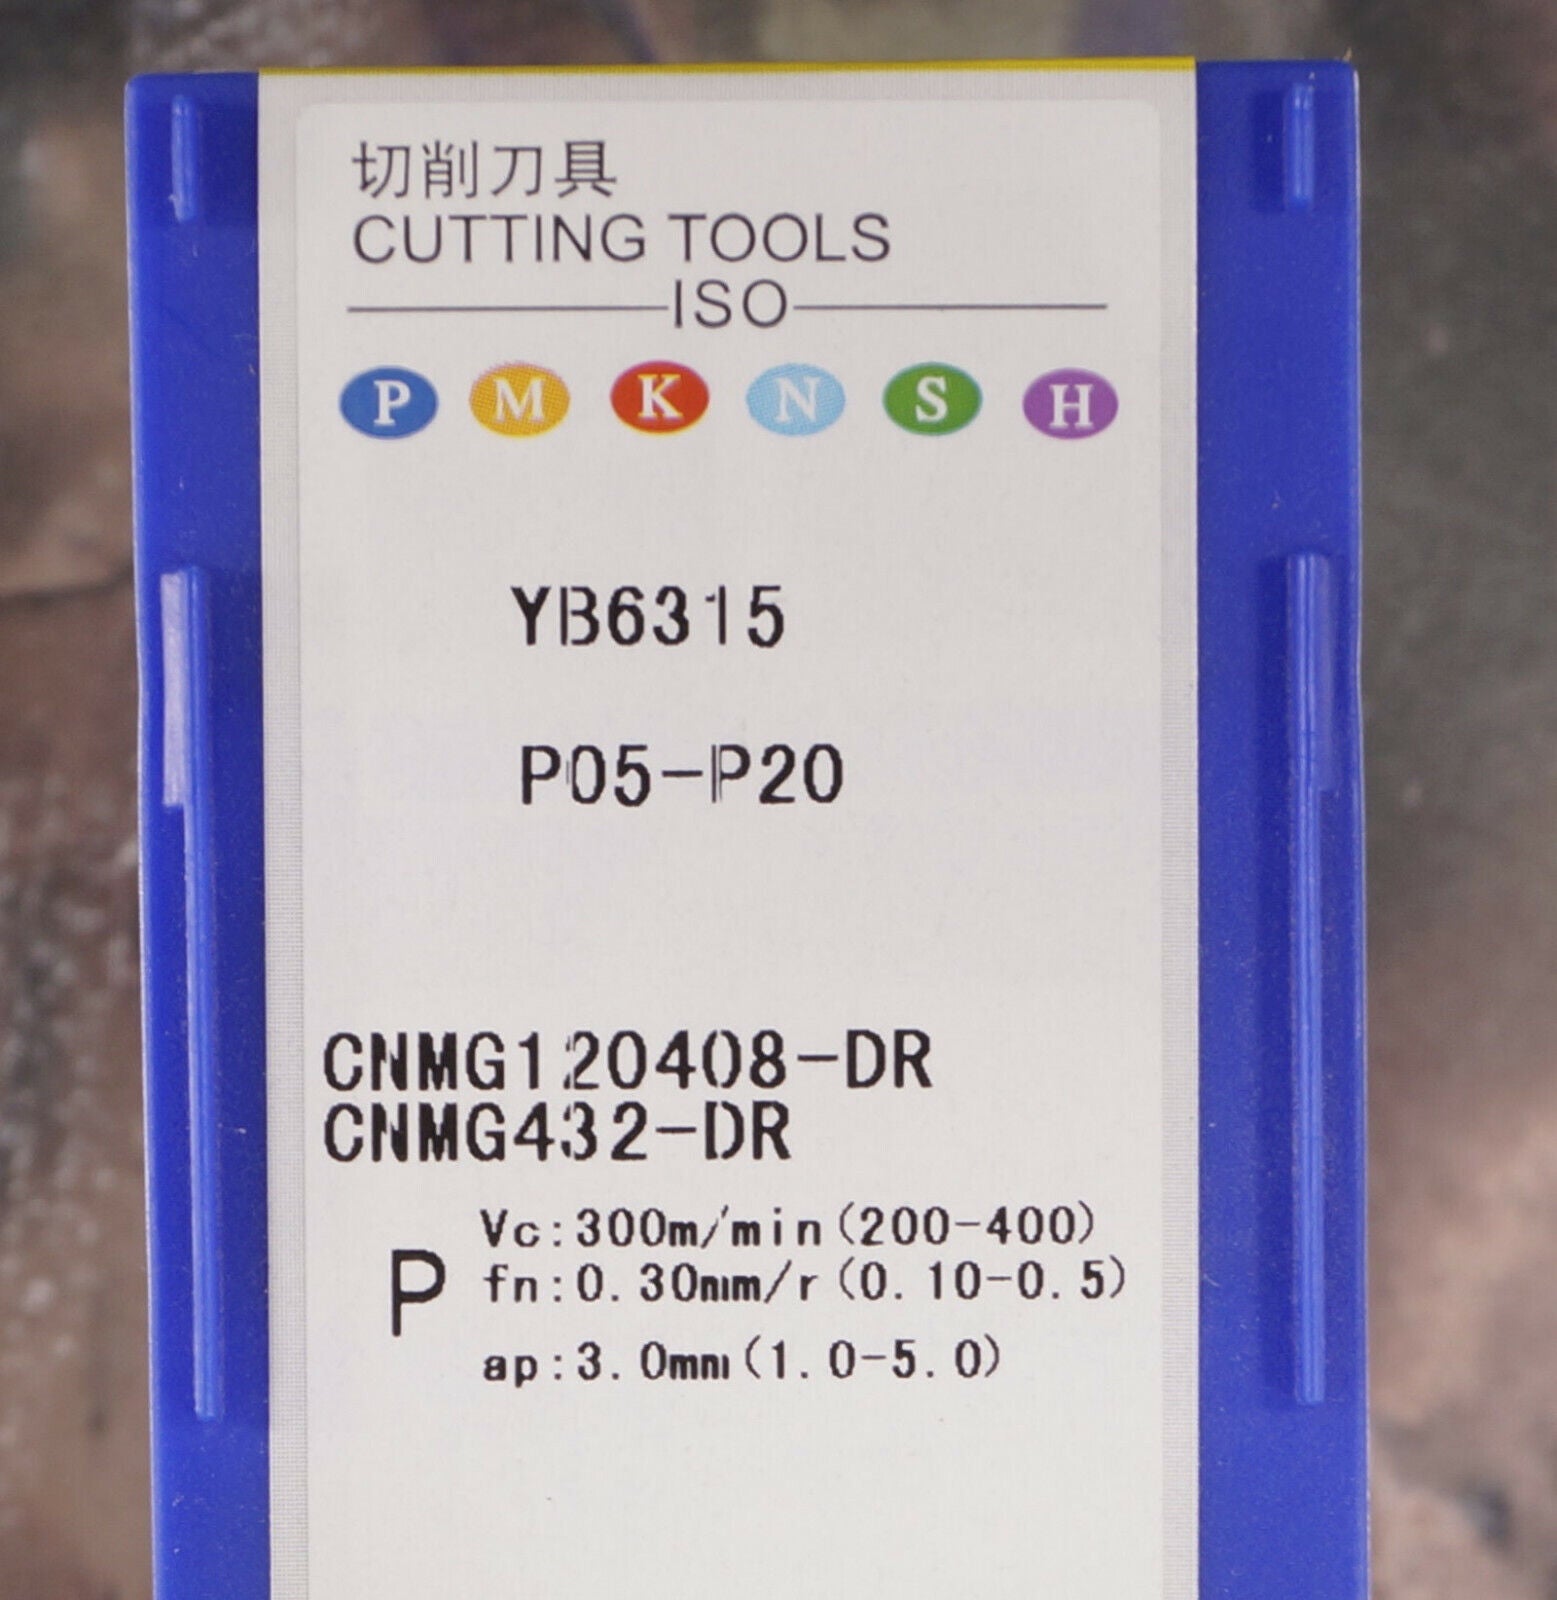 切削刀具
CUTTING TOOLS
ISO
P M K N S H
YB6315
P05-P20
CNMG120408-DR
CNMG432-DR
Vc:300m/min(200-400)
P
fn:0.30mm/r(0.10-0.5)
ap:3.0mm(1.0-5.0)